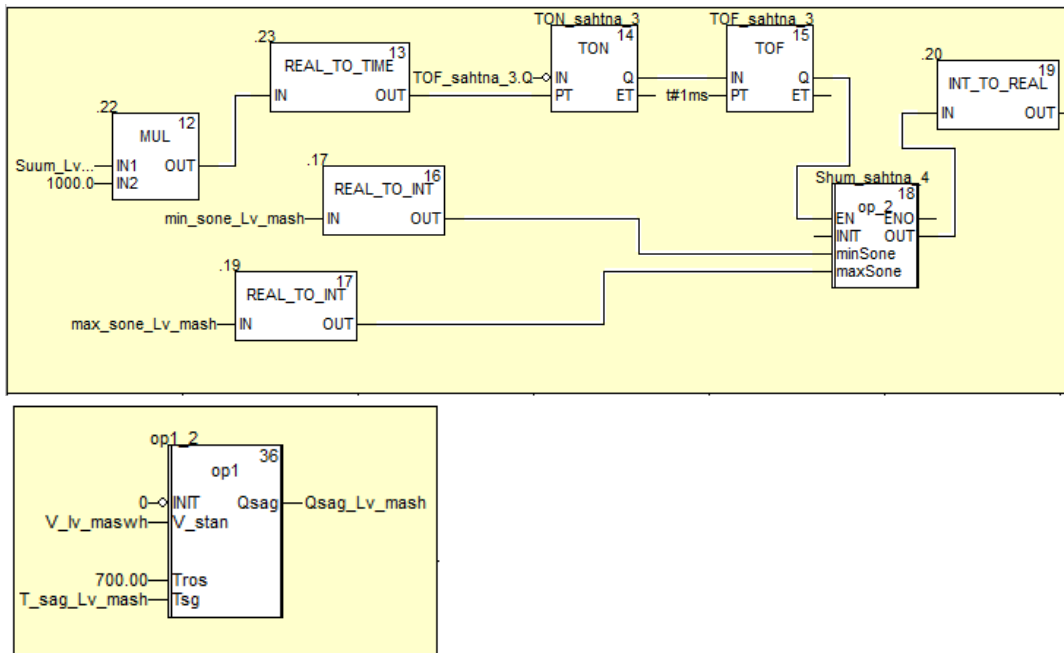 TON_sahtna_3 TOF_sahtna_3
.23 13 14 15 .20 19
REAL_TO_TIME TON TOF INT_TO_REAL
TOF_sahtna_3.Q IN Q IN Q
IN OUT PT ET t#1ms PT ET IN OUT
.22 12
MUL
Suum_Lv... IN1 OUT
1000.0 IN2
.17 16 Shum_sahtna_4
REAL_TO_INT 18
op_2
min_sone_Lv_mash IN OUT EN ENO
INIT OUT
minSone
.19 17 maxSone
REAL_TO_INT
max_sone_Lv_mash IN OUT
op1_2
36
op1
0 INIT Qsag Qsag_Lv_mash
V_lv_maswh V_stan
700.00 Tros
T_sag_Lv_mash Tsg